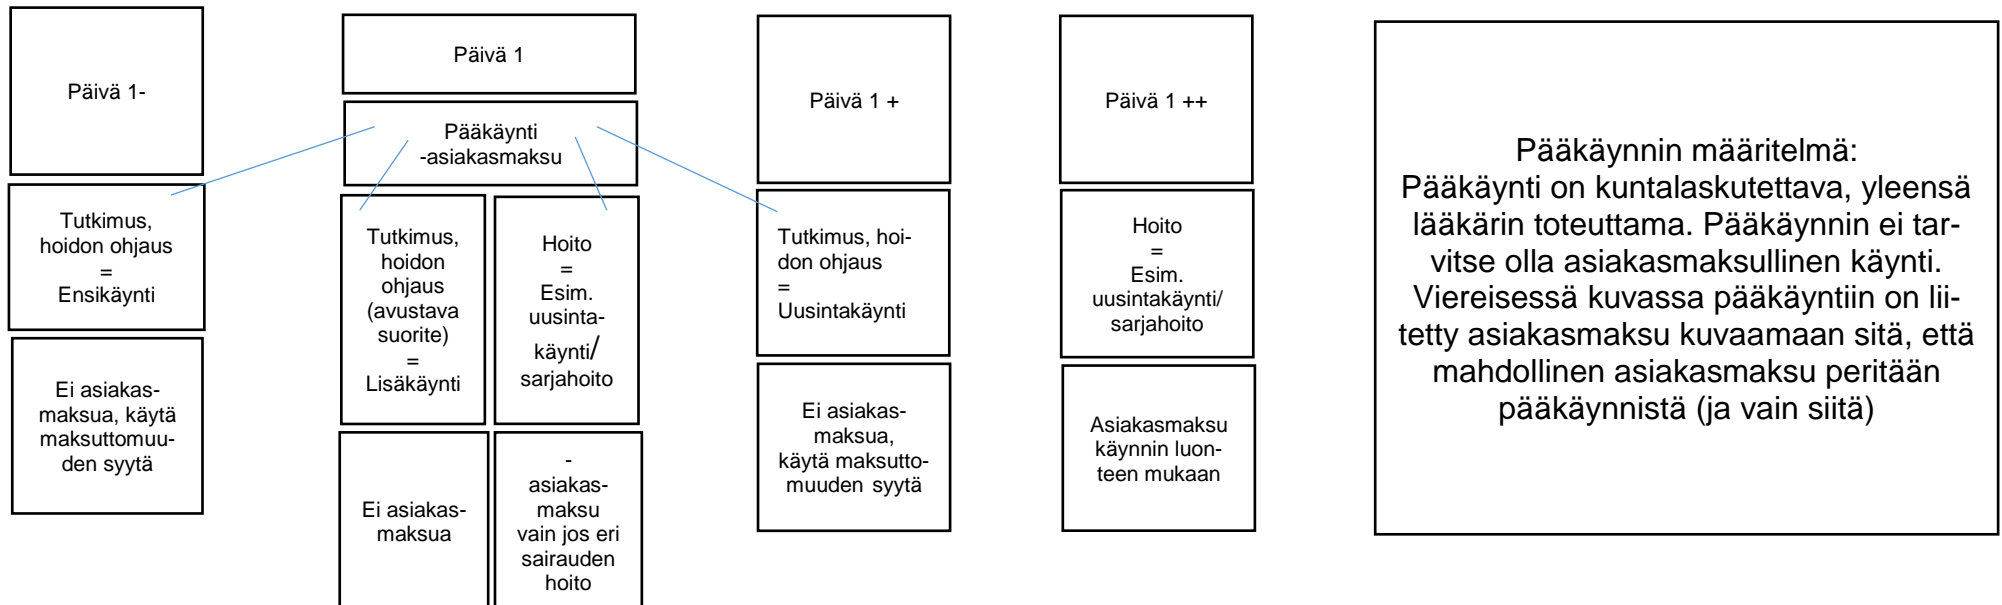 Päivä 1-
Tutkimus,
hoidon ohjaus
=
Ensikäynti
Ei asiakas-
maksua, käytä
maksuttomuu-
den syytä
Päivä 1
Pääkäynti
-asiakasmaksu
Tutkimus,
hoidon
ohjaus
(avustava
suorite)
=
Lisäkäynti
Ei asiakas-
maksua
Hoito
=
Esim.
uusinta-
käynti/
sarjahoito
-
asiakas-
maksu
vain jos eri
sairauden
hoito
Päivä 1 +
Tutkimus, hoi-
don ohjaus
=
Uusintakäynti
Ei asiakas-
maksua,
käytä maksutto-
muuden syytä
Päivä 1 ++
Hoito
=
Esim.
uusintakäynti/
sarjahoito
Asiakasmaksu
käynnin luon-
teen mukaan
Pääkäynnin määritelmä:
Pääkäynti on kuntalaskutettava, yleensä
lääkärin toteuttama. Pääkäynnin ei tar-
vitse olla asiakasmaksullinen käynti.
Viereisessä kuvassa pääkäyntiin on lii-
tetty asiakasmaksu kuvaamaan sitä, että
mahdollinen asiakasmaksu peritään
pääkäynnistä (ja vain siitä)